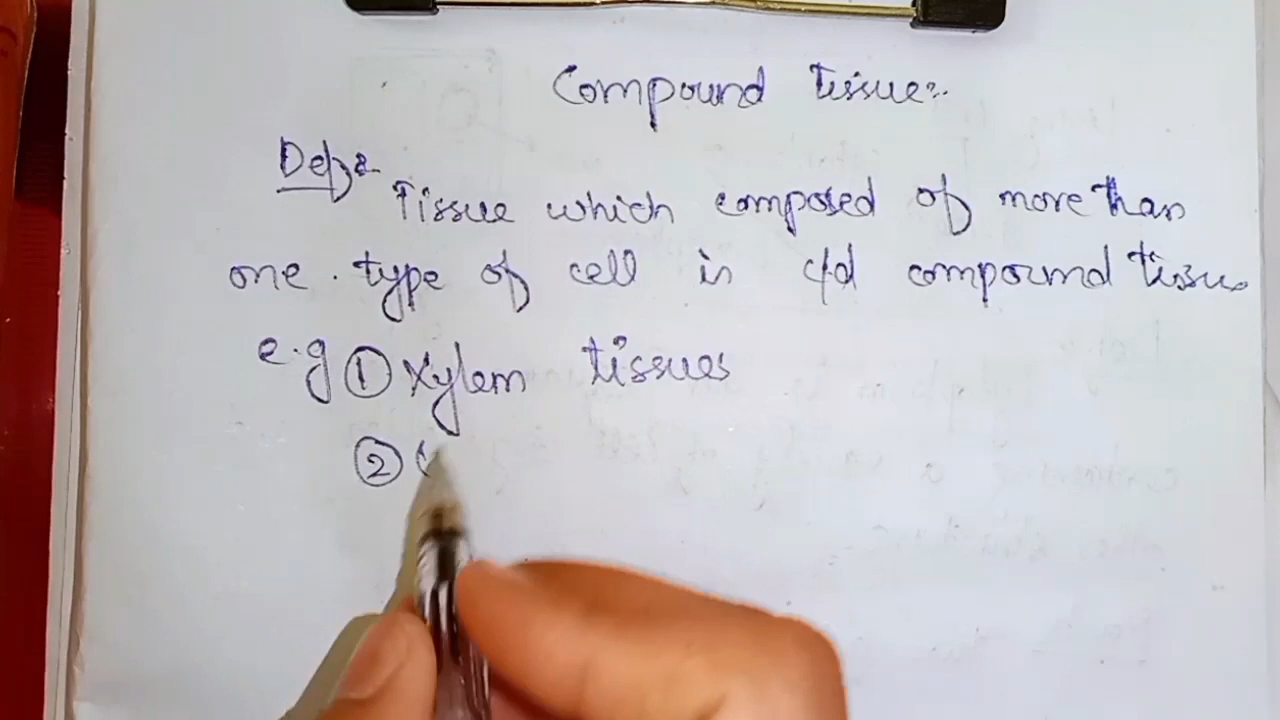 Compound tissue:-
Def:-
Tissue which composed of more than
one. type of cell is c/d compound tissue
e.g ① Xylem tissues
②